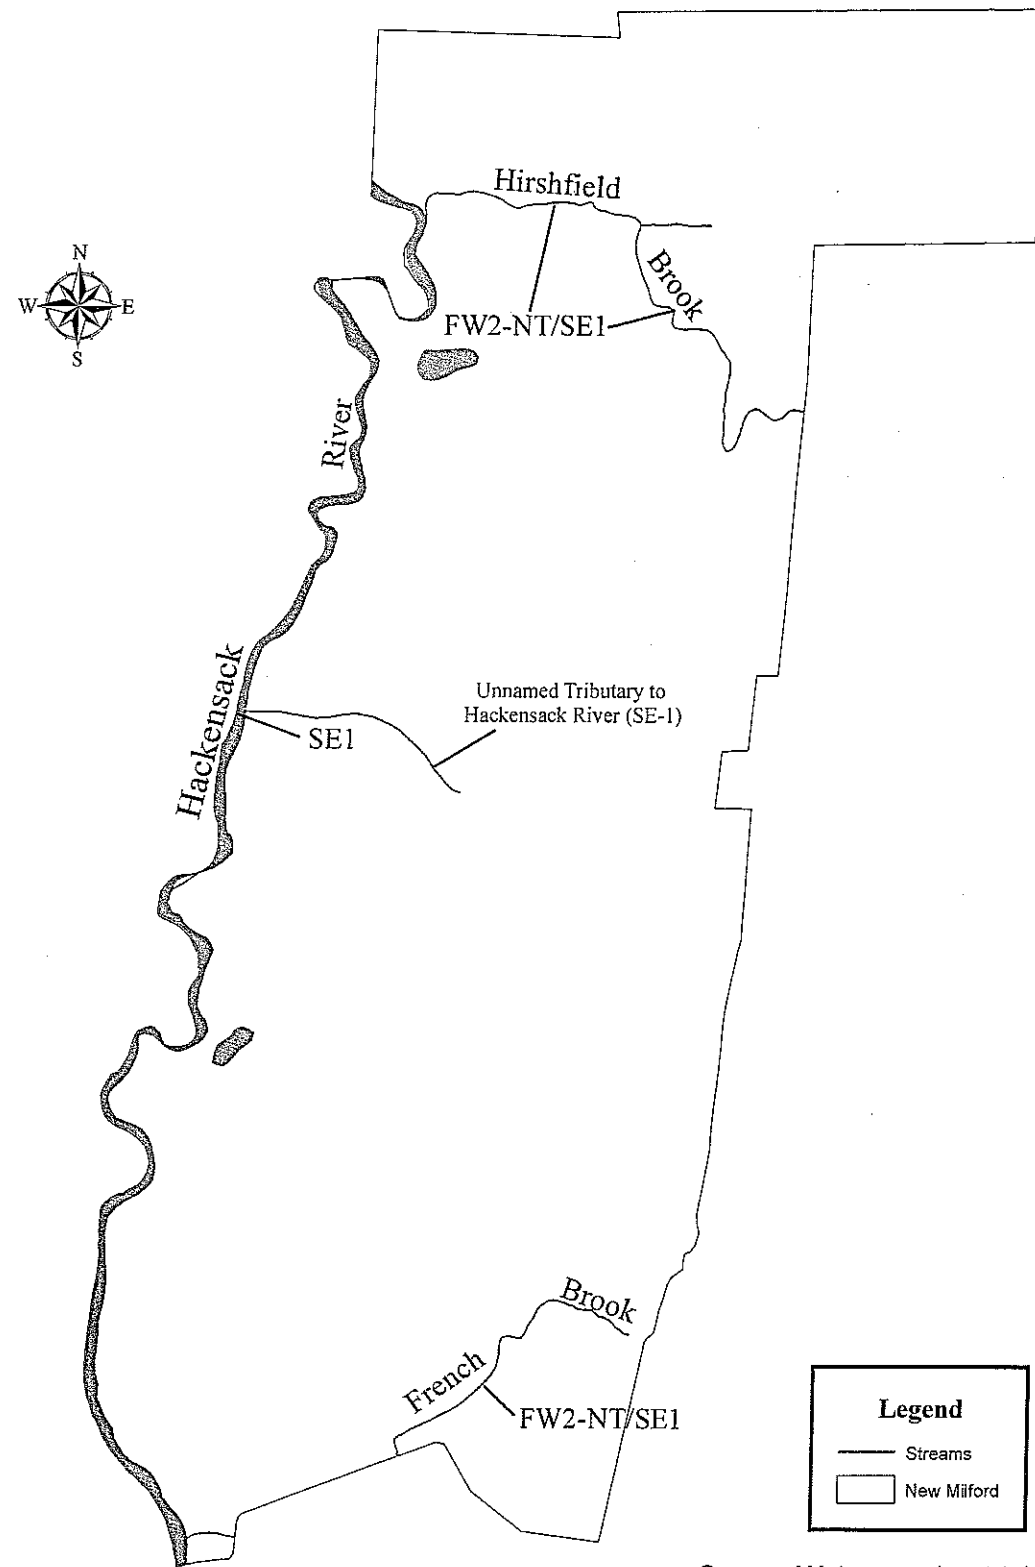 Hirshfield
Brook
N
W
E
S
FW2-NT/SE1
River
Hackensack
Unnamed Tributary to
Hackensack River (SE-1)
SE1
Brook
French
FW2-NT/SE1
Legend
Streams
New Milford